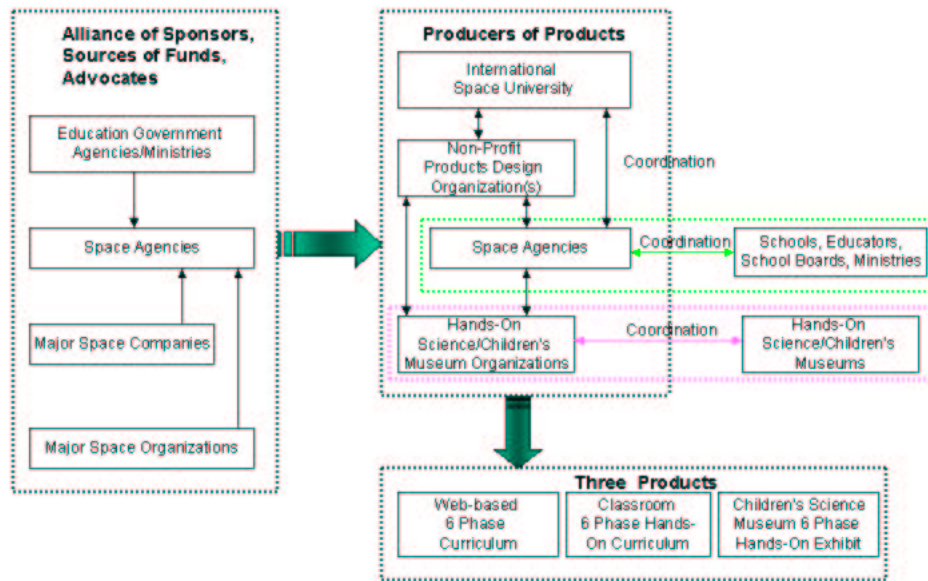 Alliance of Sponsors,
Sources of Funds,
Advocates
Education Government
Agencies/Ministries
Space Agencies
Major Space Companies
Major Space Organizations
Producers of Products
International
Space University
Non-Profit
Products Design
Organization(s)
Coordination
Space Agencies
Coordination
Schools, Educators,
School Boards, Ministries
Hands-On
Science/Children's
Museum Organizations
Coordination
Hands-On
Science/Children's
Museums
Three Products
Web-based
6 Phase
Curriculum
Classroom
6 Phase Hands-
On Curriculum
Children's Science
Museum 6 Phase
Hands-On Exhibit